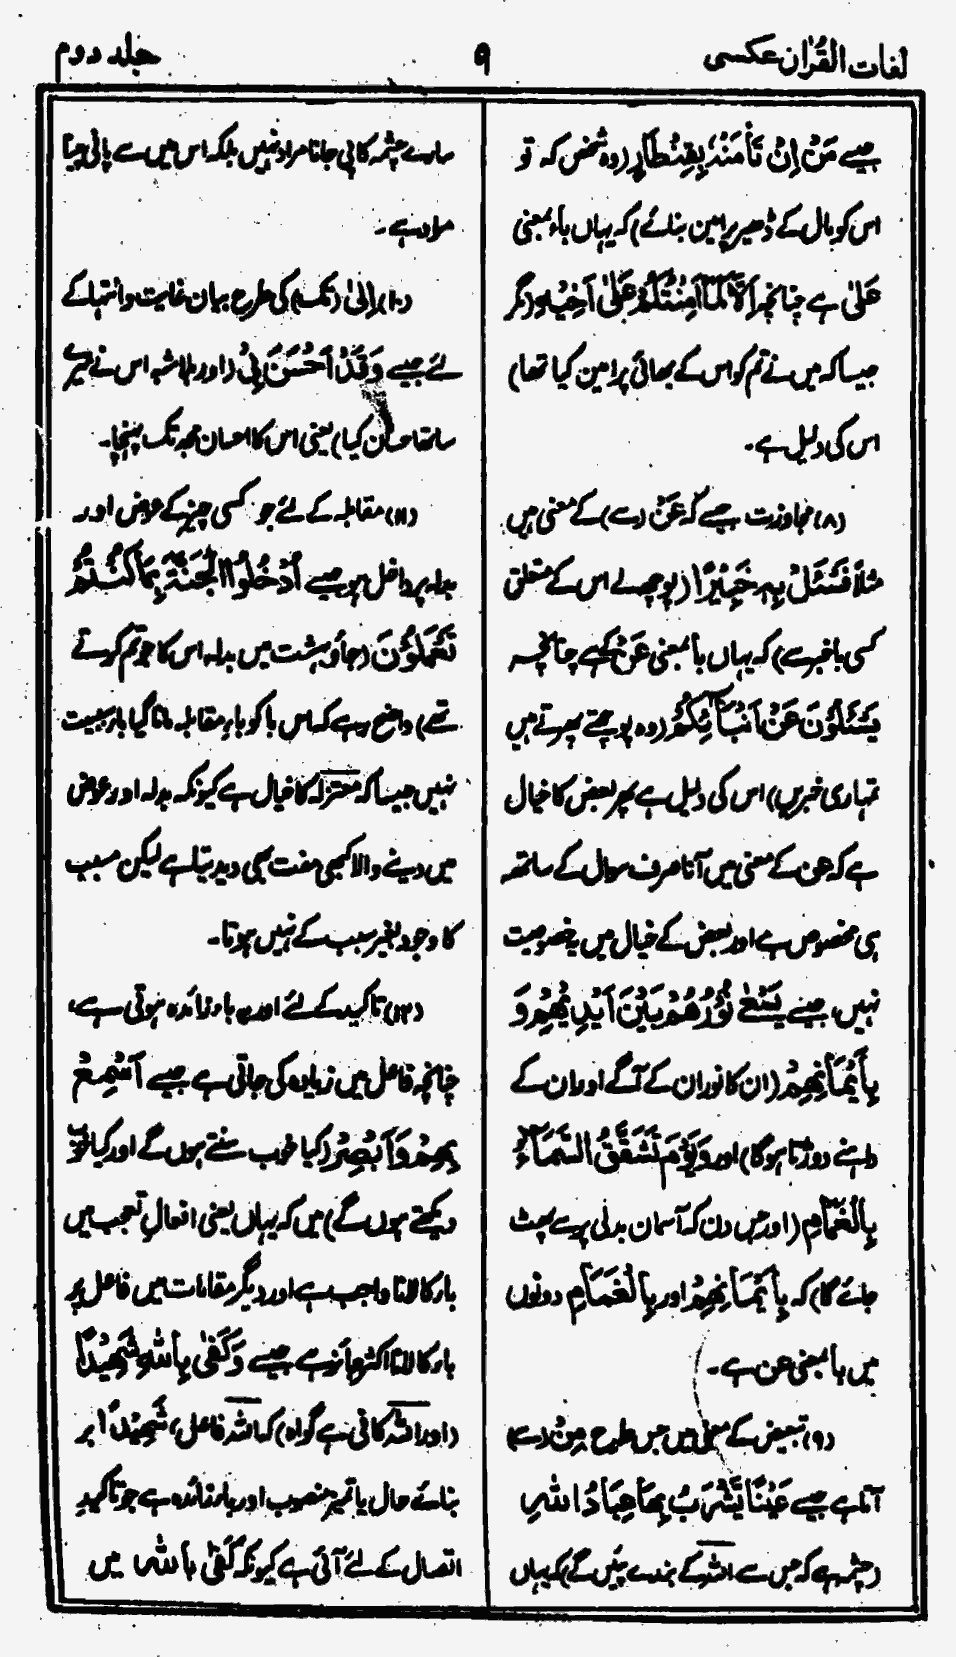 لغات القرآن عکسی
۹
جلد دوم
جیسے مَنْ اِنْ تَأْمَنْهُ بِقِنْطَارٍ (وہ شخص کہ تو
اس کو مال کے ڈھیر پر امین بنائے) کہ یہاں باء بمعنی
عَلٰی ہے چنانچہ اِلَّا كَمَا اَمِنْتُكُمْ عَلٰی اَخِیْہِ (مگر
جیسا کہ میں نے تم کو اس کے بھائی پر امین کیا تھا)
اس کی دلیل ہے۔
(۸) مجاوزت جیسے کہ عَنْ (سے) کے معنی ہیں
مثلاً فَسْئَلْ بِہٖ خَبِیْرًا (پوچھ لے اس کے متعلق
کسی باخبر سے) کہ یہاں بأ بمعنی عَنْ کے ہے چنانچہ
یَسْئَلُوْنَ عَنْ اَنْۢبَآئِكُمْ (وہ پوچھتے پھرتے ہیں
تمہاری خبریں) اس کی دلیل ہے پھر بعض کا خیال
ہے کہ عن کے معنی میں آنا صرف سوال کے ساتھ
ہی مخصوص ہے اور بعض کے خیال میں یہ خصوصیت
نہیں، جیسے یَسْعٰی نُوْرُهُمْ بَیْنَ اَیْدِیْهِمْ وَ
بِاَیْمَانِهِمْ (ان کا نور ان کے آگے اور ان کے
داہنے دوڑتا ہوگا) اور وَیَوْمَ تَشَقَّقُ السَّمَآءُ
بِالْغَمَامِ (اور جس دن کہ آسمان بدلی پر سے پھٹ
جائے گا) کہ بِاَیْمَانِهِمْ اور بِالْغَمَامِ دونوں
میں بأ بمعنی عن ہے۔
(۹) تبعیض کے معنی میں جس طرح مِنْ (سے)
آتا ہے جیسے عَیْنًا یَّشْرَبُ بِهَا عِبَادُ اللهِ
(چشمہ ہے کہ جس سے اللہ کے بندے پئیں گے) کہ یہاں
سارے چشمہ کا پی جانا مراد نہیں بلکہ اس میں سے پانی پینا
مراد ہے۔
(۱۰) اِلٰی (تک) کی طرح بیان غایت و انتہا کے
لئے جیسے وَقَدْ اَحْسَنَ بِیْ (اور بلاشبہ اس نے میرے
ساتھ احسان کیا) یعنی اس کا احسان مجھ تک پہنچا۔
(۱۱) مقابلہ کے لئے جو کسی چیز کے عوض اور
بدلہ پر داخل ہو جیسے اُدْخُلُوا الْجَنَّةَ بِمَا كُنْتُمْ
تَعْمَلُوْنَ (جاؤ بہشت میں بدلہ اس کا جو تم کرتے
تھے) واضح رہے کہ اس با کو باءِ مقابلہ مانا گیا باء سببیت
نہیں جیسا کہ معتزلہ کا خیال ہے کیونکہ بدلہ اور عوض
میں دینے والا کبھی مفت بھی دیدیتا ہے لیکن مسبب
کا وجود بغیر سبب کے نہیں ہوتا۔
(۱۲) تاکید کے لئے اور یہ باء زائدہ ہوتی ہے،
چنانچہ فاعل میں زیادہ کی جاتی ہے جیسے اَسْمِعْ
بِهِمْ وَاَبْصِرْ (کیا خوب سنتے ہوں گے اور کیا خوب
دیکھتے ہوں گے) میں کہ یہاں یعنی افعال تعجب میں
باء کا لانا واجب ہے اور دیگر مقامات میں فاعل پر
باء کا لانا اکثر جائز ہے جیسے وَكَفٰی بِاللهِ شَهِیْدًا
(اور اللہ کافی ہے گواہ) کہ اللہ فاعل، شَهِیْدًا بر
بنائے حال یا تمیز منصوب اور باء زائدہ ہے جو تاکید
اتصال کے لئے آئی ہے کیونکہ كَفٰی بِاللهِ میں